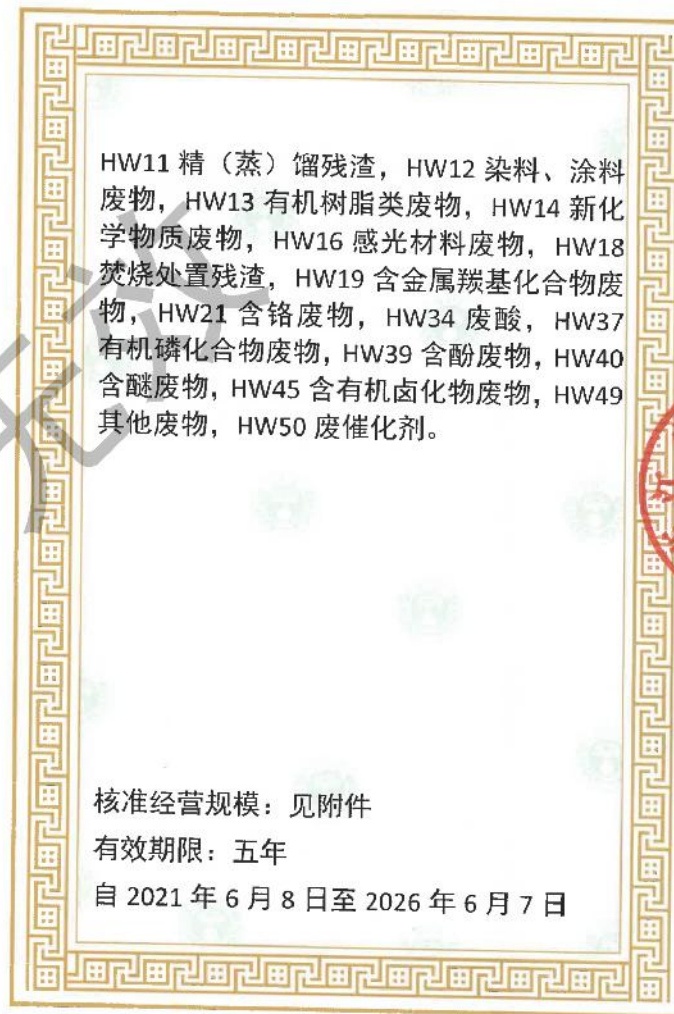 HW11 精（蒸）馏残渣，HW12 染料、涂料
废物，HW13 有机树脂类废物，HW14 新化
学物质废物，HW16 感光材料废物，HW18
焚烧处置残渣，HW19 含金属羰基化合物废
物，HW21 含铬废物，HW34 废酸，HW37
有机磷化合物废物，HW39 含酚废物，HW40
含醚废物，HW45 含有机卤化物废物，HW49
其他废物，HW50 废催化剂。
无效
核准经营规模：见附件
有效期限：五年
自 2021 年 6 月 8 日至 2026 年 6 月 7 日